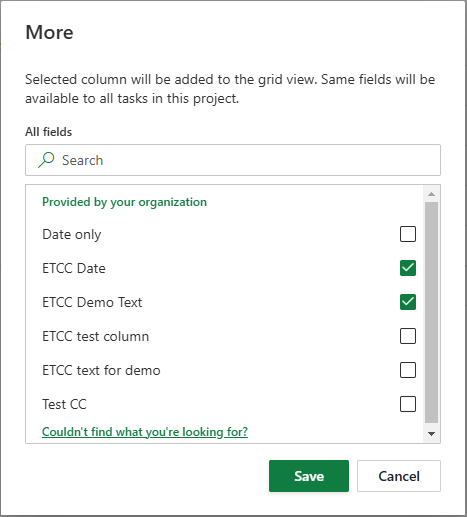 More
Selected column will be added to the grid view. Same fields will be
available to all tasks in this project.
All fields
Search
Provided by your organization
Date only
ETCC Date
ETCC Demo Text
ETCC test column
ETCC text for demo
Test CC
Couldn't find what you're looking for?
Save
Cancel